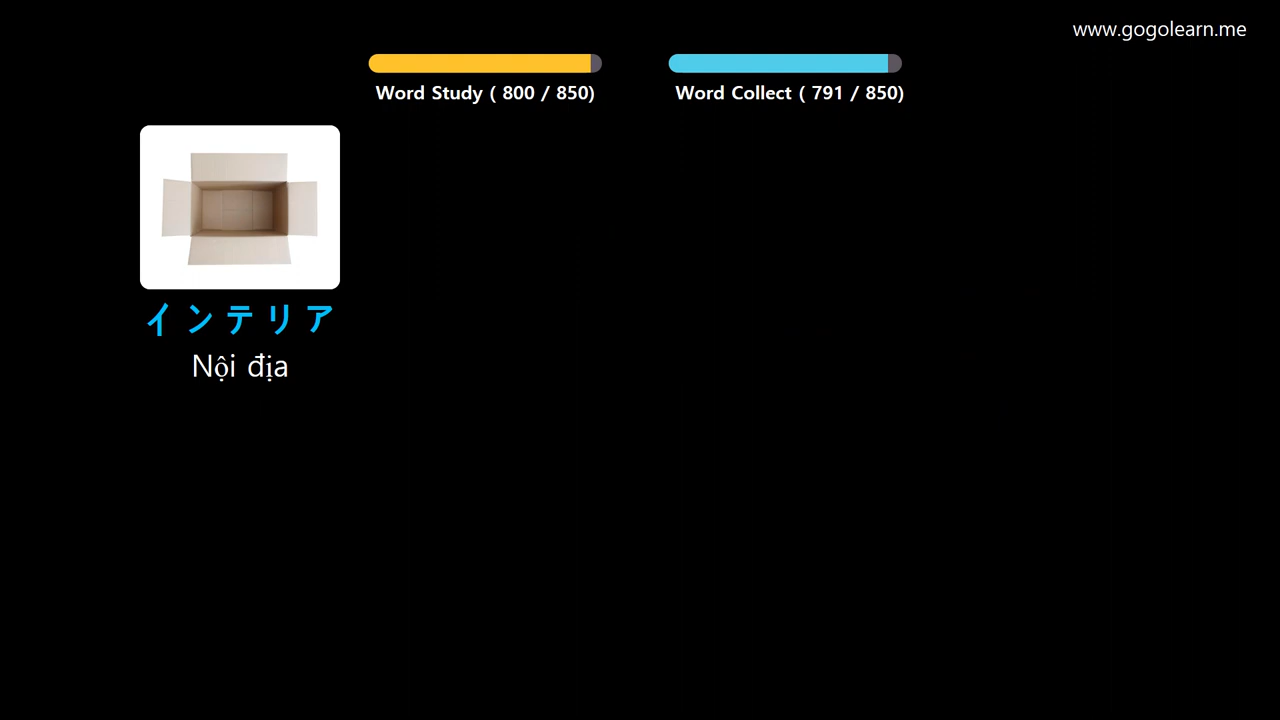 www.gogolearn.me
Word Study ( 800 / 850)
Word Collect ( 791 / 850)
インテリア
Nội địa